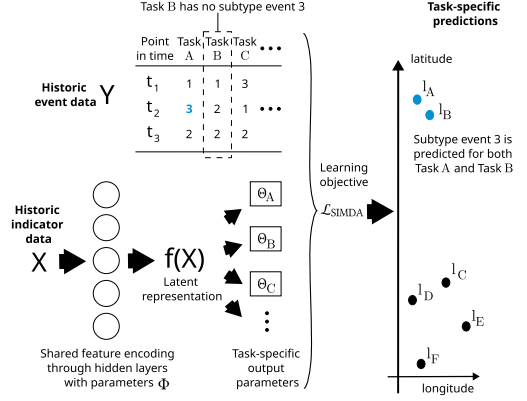 Task B has no subtype event 3
Task-specific
predictions
Point
in time
Task
A
Task
B
Task
C
•••
Historic
event data
Y
t1
1
1
3
t2
3
2
1
•••
t3
2
2
2
latitude
lA
lB
Subtype event 3 is
predicted for both
Task A and Task B
Learning
objective
ℒSIMDA
Historic
indicator
data
X
f(X)
Latent
representation
ΘA
ΘB
ΘC
lC
lD
lE
lF
longitude
Shared feature encoding
through hidden layers
with parameters Φ
Task-specific
output
parameters